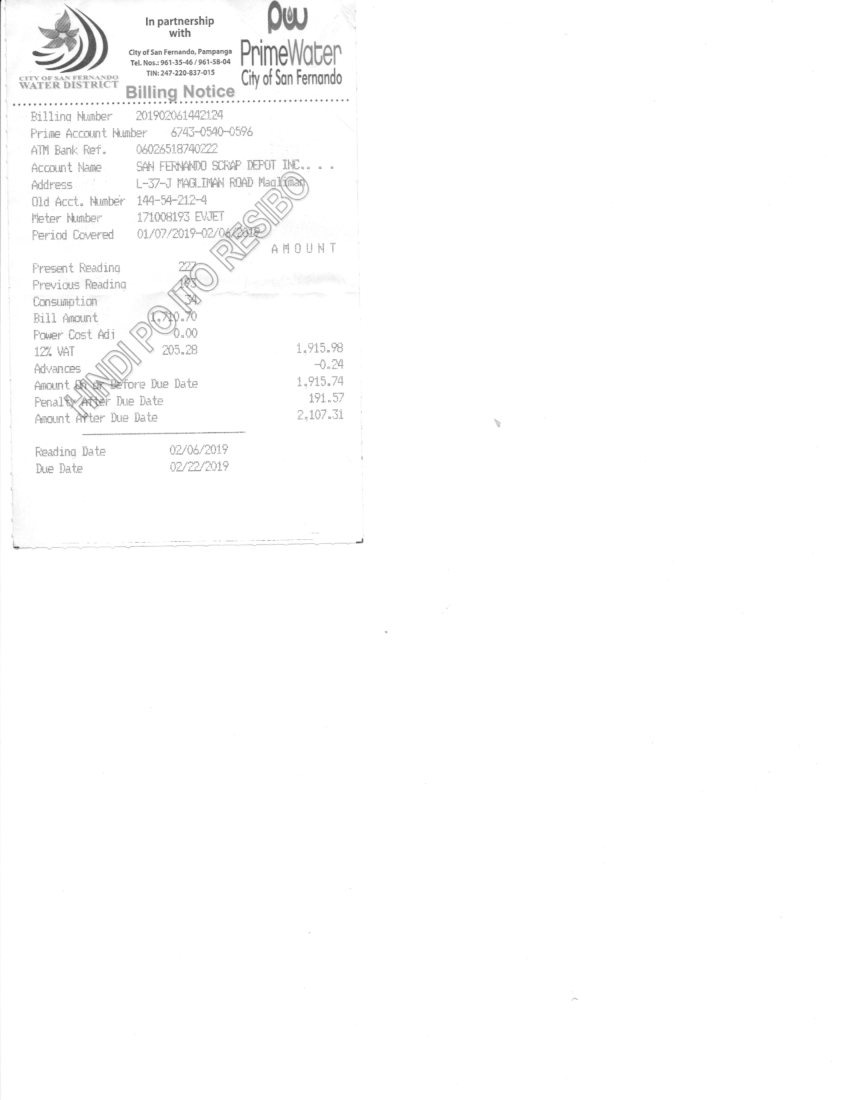 In partnership
with
City of San Fernando, Pampanga
Tel. Nos.: 961-35-46 / 961-58-04
TIN: 247-220-837-015
CITY OF SAN FERNANDO
WATER DISTRICT
PrimeWater
City of San Fernando
Billing Notice
Billing Number 201902061442124
Prime Account Number 6743-0540-0596
ATM Bank Ref. 06026518740222
Account Name SAN FERNANDO SCRAP DEPOT INC.. . .
Address L-37-J MAGLIMAN ROAD Magliman
Old Acct. Number 144-54-212-4
Meter Number 171008193 EVJET
Period Covered 01/07/2019-02/06/2019
AMOUNT
Present Reading 227
Previous Reading 193
Consumption 34
Bill Amount 1,710.70
Power Cost Adj 0.00
12% VAT 205.28 1,915.98
Advances -0.24
Amount On or Before Due Date 1,915.74
Penalty After Due Date 191.57
Amount After Due Date 2,107.31
Reading Date 02/06/2019
Due Date 02/22/2019
HINDI PO ITO RESIBO